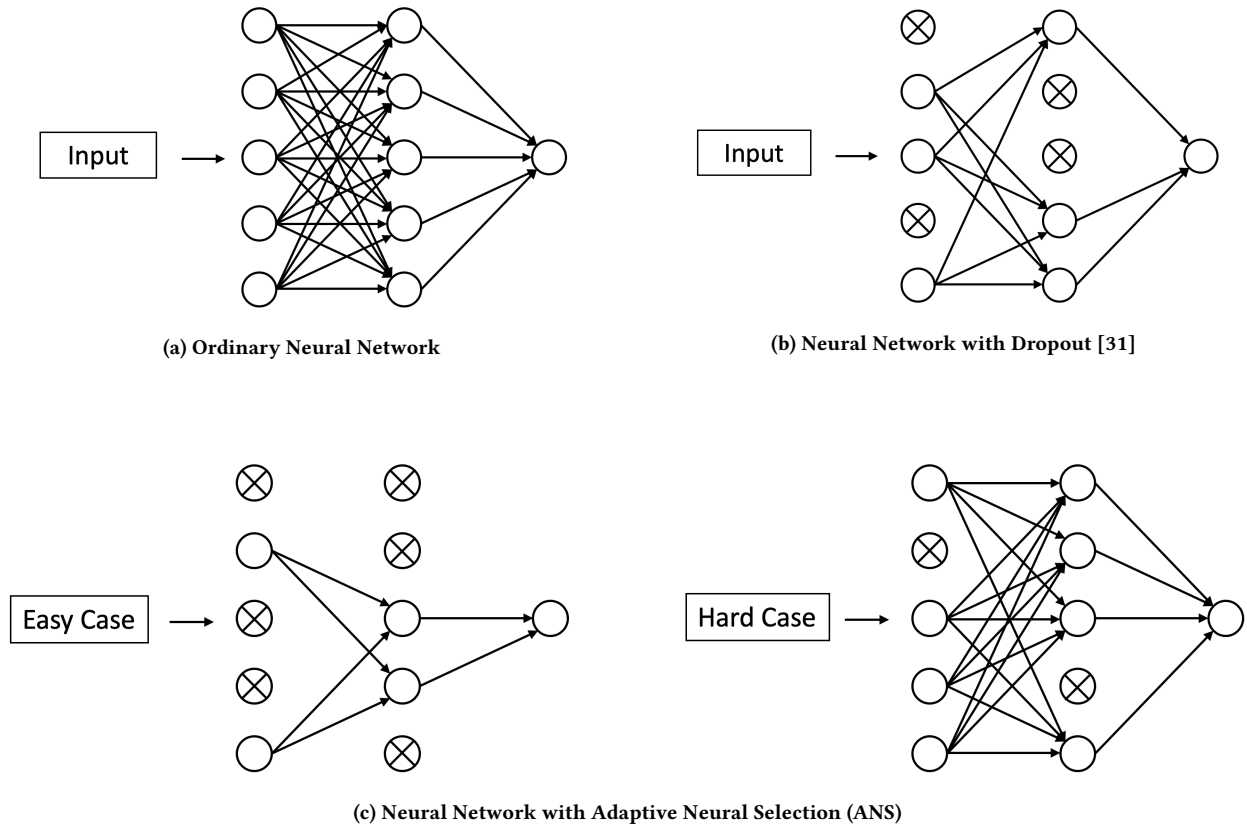 Input
Input
(a) Ordinary Neural Network
(b) Neural Network with Dropout [31]
Easy Case
Hard Case
(c) Neural Network with Adaptive Neural Selection (ANS)